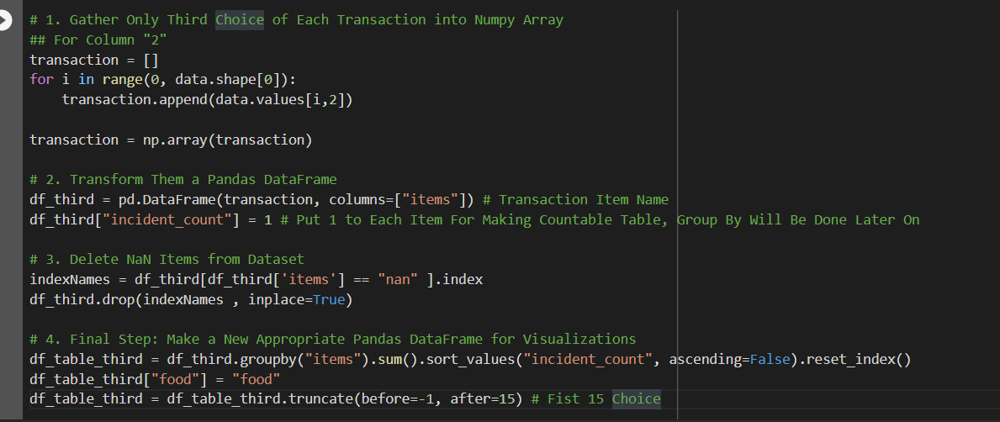 # 1. Gather Only Third Choice of Each Transaction into Numpy Array
## For Column "2"
transaction = []
for i in range(0, data.shape[0]):
    transaction.append(data.values[i,2])
transaction = np.array(transaction)
# 2. Transform Them a Pandas DataFrame
df_third = pd.DataFrame(transaction, columns=["items"]) # Transaction Item Name
df_third["incident_count"] = 1 # Put 1 to Each Item For Making Countable Table, Group By Will Be Done Later On
# 3. Delete NaN Items from Dataset
indexNames = df_third[df_third['items'] == "nan" ].index
df_third.drop(indexNames , inplace=True)
# 4. Final Step: Make a New Appropriate Pandas DataFrame for Visualizations
df_table_third = df_third.groupby("items").sum().sort_values("incident_count", ascending=False).reset_index()
df_table_third["food"] = "food"
df_table_third = df_table_third.truncate(before=-1, after=15) # Fist 15 Choice